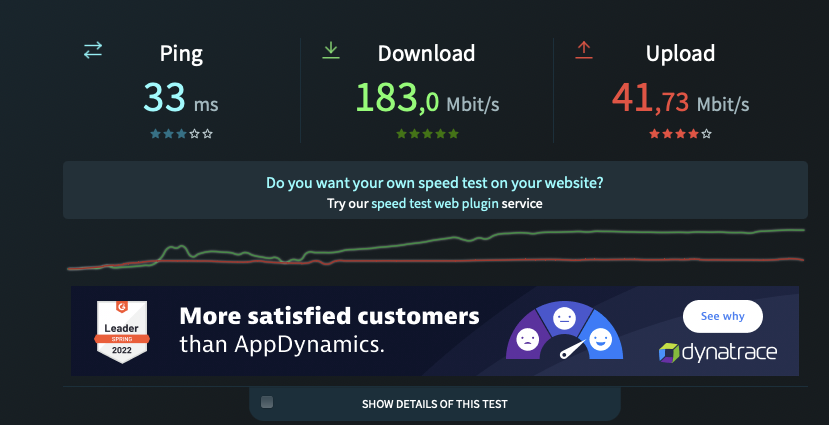 Ping
33 ms
Download
183,0 Mbit/s
Upload
41,73 Mbit/s
Do you want your own speed test on your website?
Try our speed test web plugin service
G
Leader
SPRING
2022
More satisfied customers
than AppDynamics.
See why
dynatrace
SHOW DETAILS OF THIS TEST